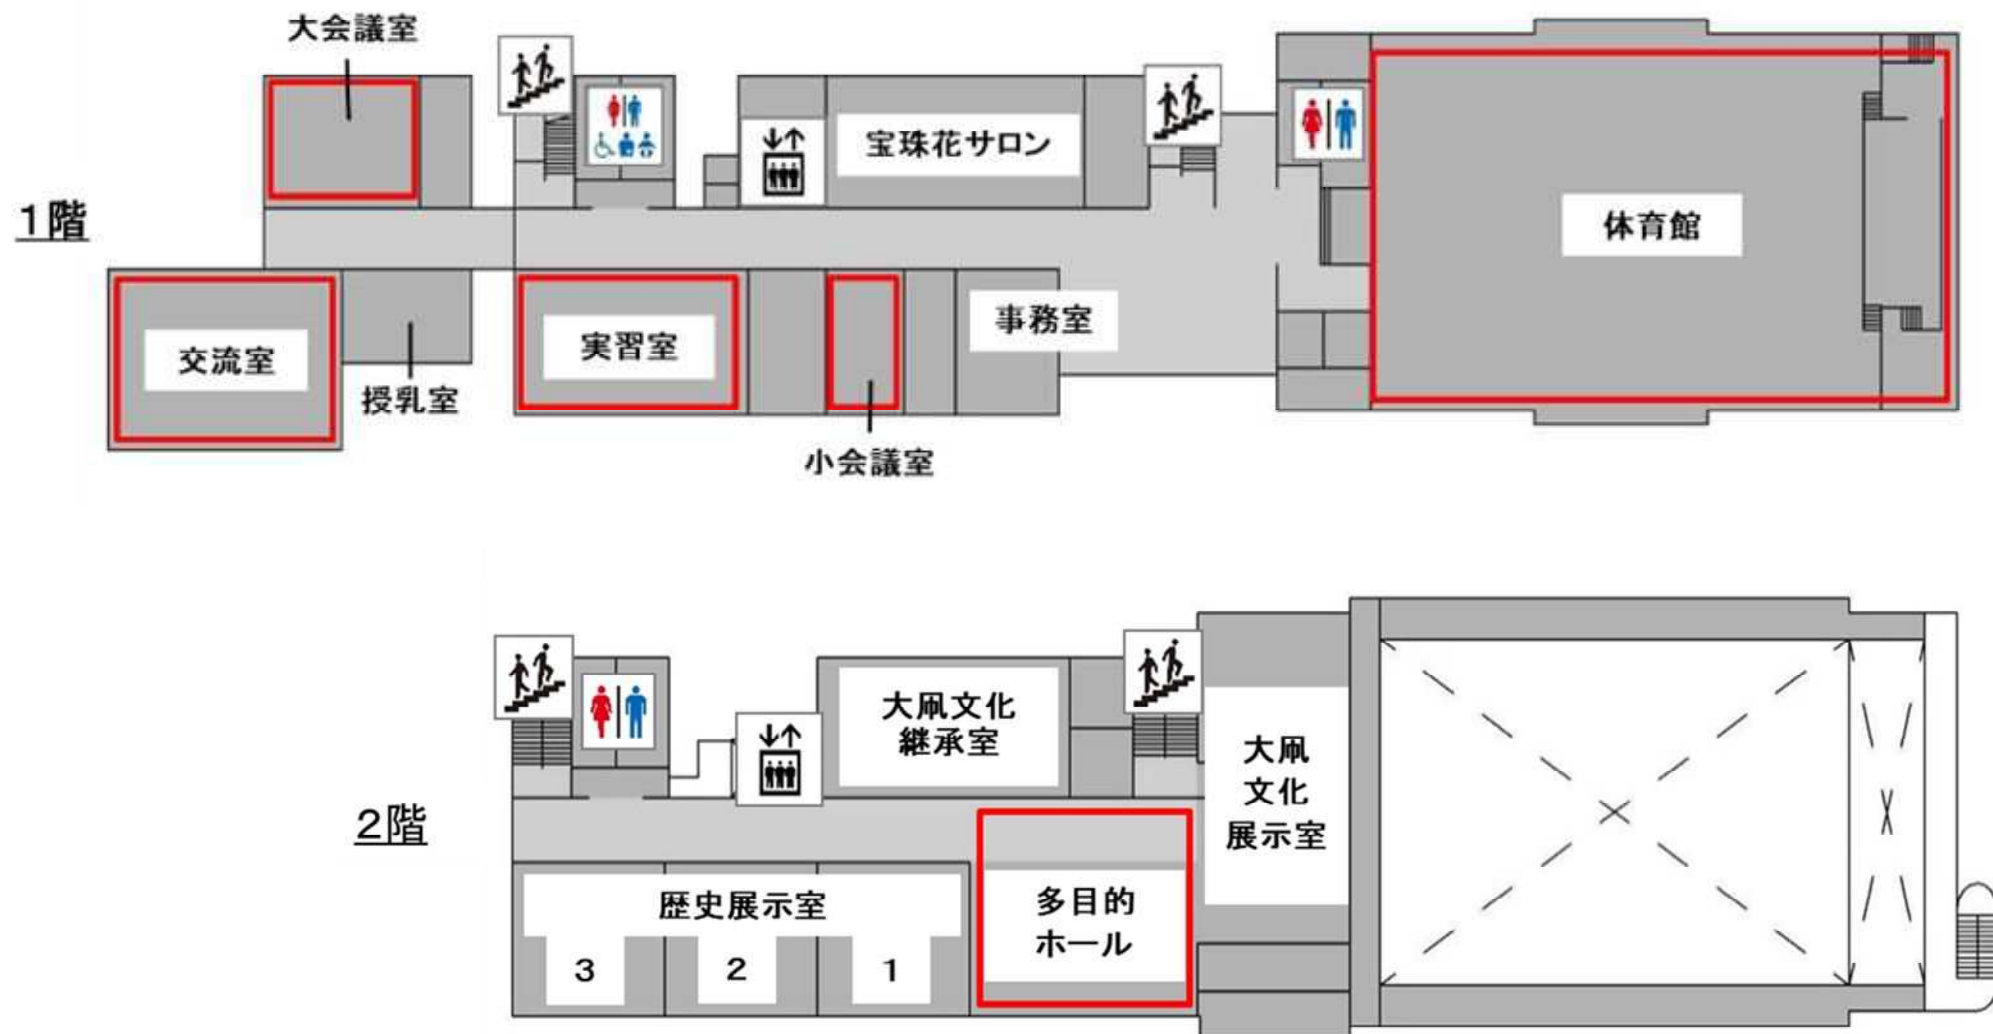 大会議室
宝珠花サロン
1階
体育館
事務室
実習室
交流室
授乳室
小会議室
大凧文化
継承室
大凧
文化
展示室
2階
歴史展示室
3
2
1
多目的
ホール